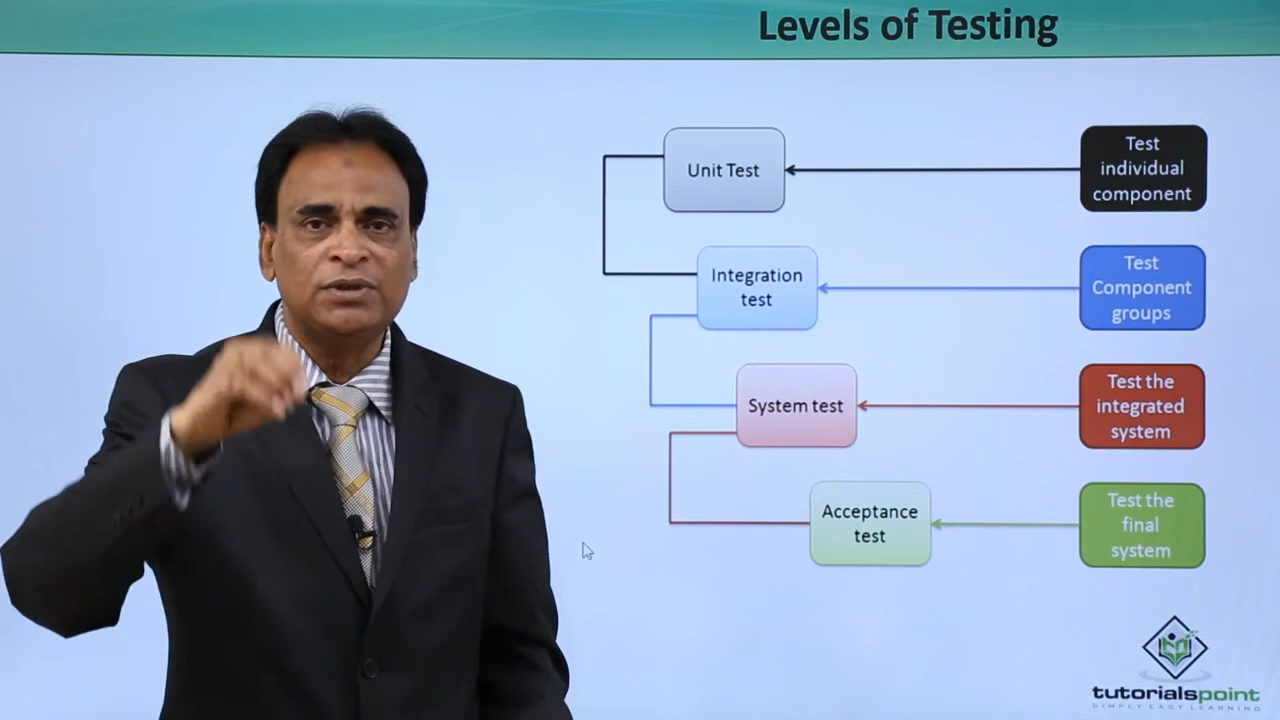 Levels of Testing
Unit Test
Test
individual
component
Integration
test
Test
Component
groups
System test
Test the
integrated
system
Acceptance
test
Test the
final
system
tutorialspoint
SIMPLY EASY LEARNING